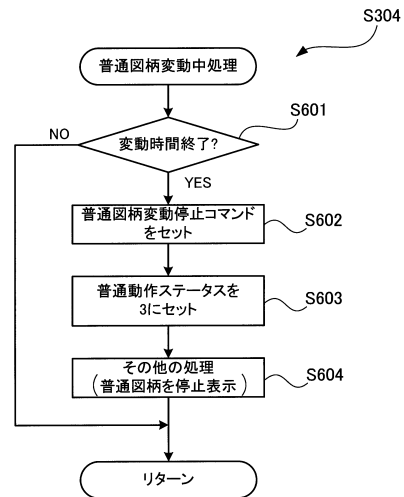 S304
普通図柄変動中処理
S601
変動時間終了?
NO
YES
普通図柄変動停止コマンド
をセット
S602
普通動作ステータスを
3にセット
S603
その他の処理
(普通図柄を停止表示)
S604
リターン